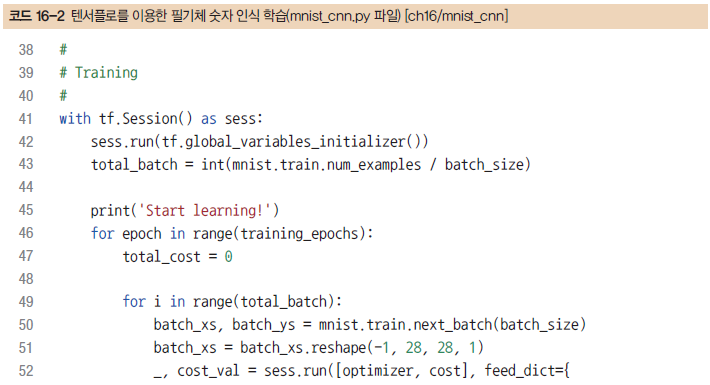 코드 16-2 텐서플로를 이용한 필기체 숫자 인식 학습(mnist_cnn.py 파일) [ch16/mnist_cnn]
38 #
39 # Training
40 #
41 with tf.Session() as sess:
42     sess.run(tf.global_variables_initializer())
43     total_batch = int(mnist.train.num_examples / batch_size)
44
45     print('Start learning!')
46     for epoch in range(training_epochs):
47         total_cost = 0
48
49         for i in range(total_batch):
50             batch_xs, batch_ys = mnist.train.next_batch(batch_size)
51             batch_xs = batch_xs.reshape(-1, 28, 28, 1)
52             _, cost_val = sess.run([optimizer, cost], feed_dict={